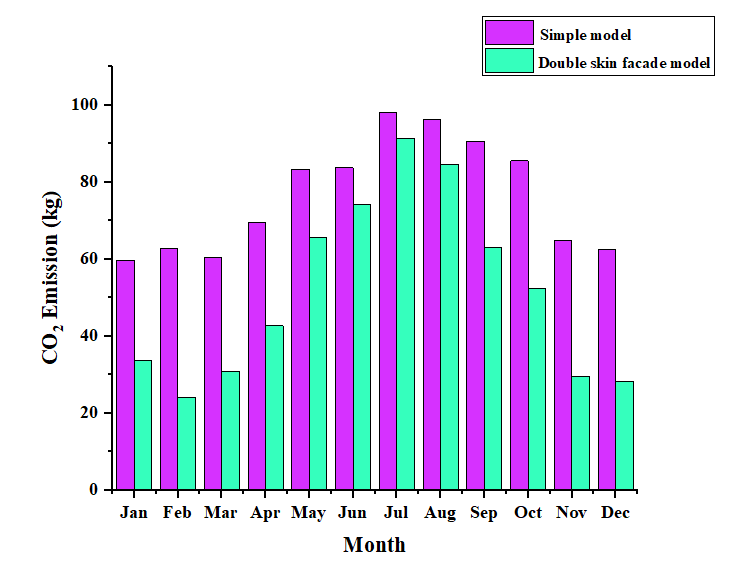 Simple model
Double skin facade model
100
80
60
40
20
0
CO₂ Emission (kg)
Jan Feb Mar Apr May Jun Jul Aug Sep Oct Nov Dec
Month